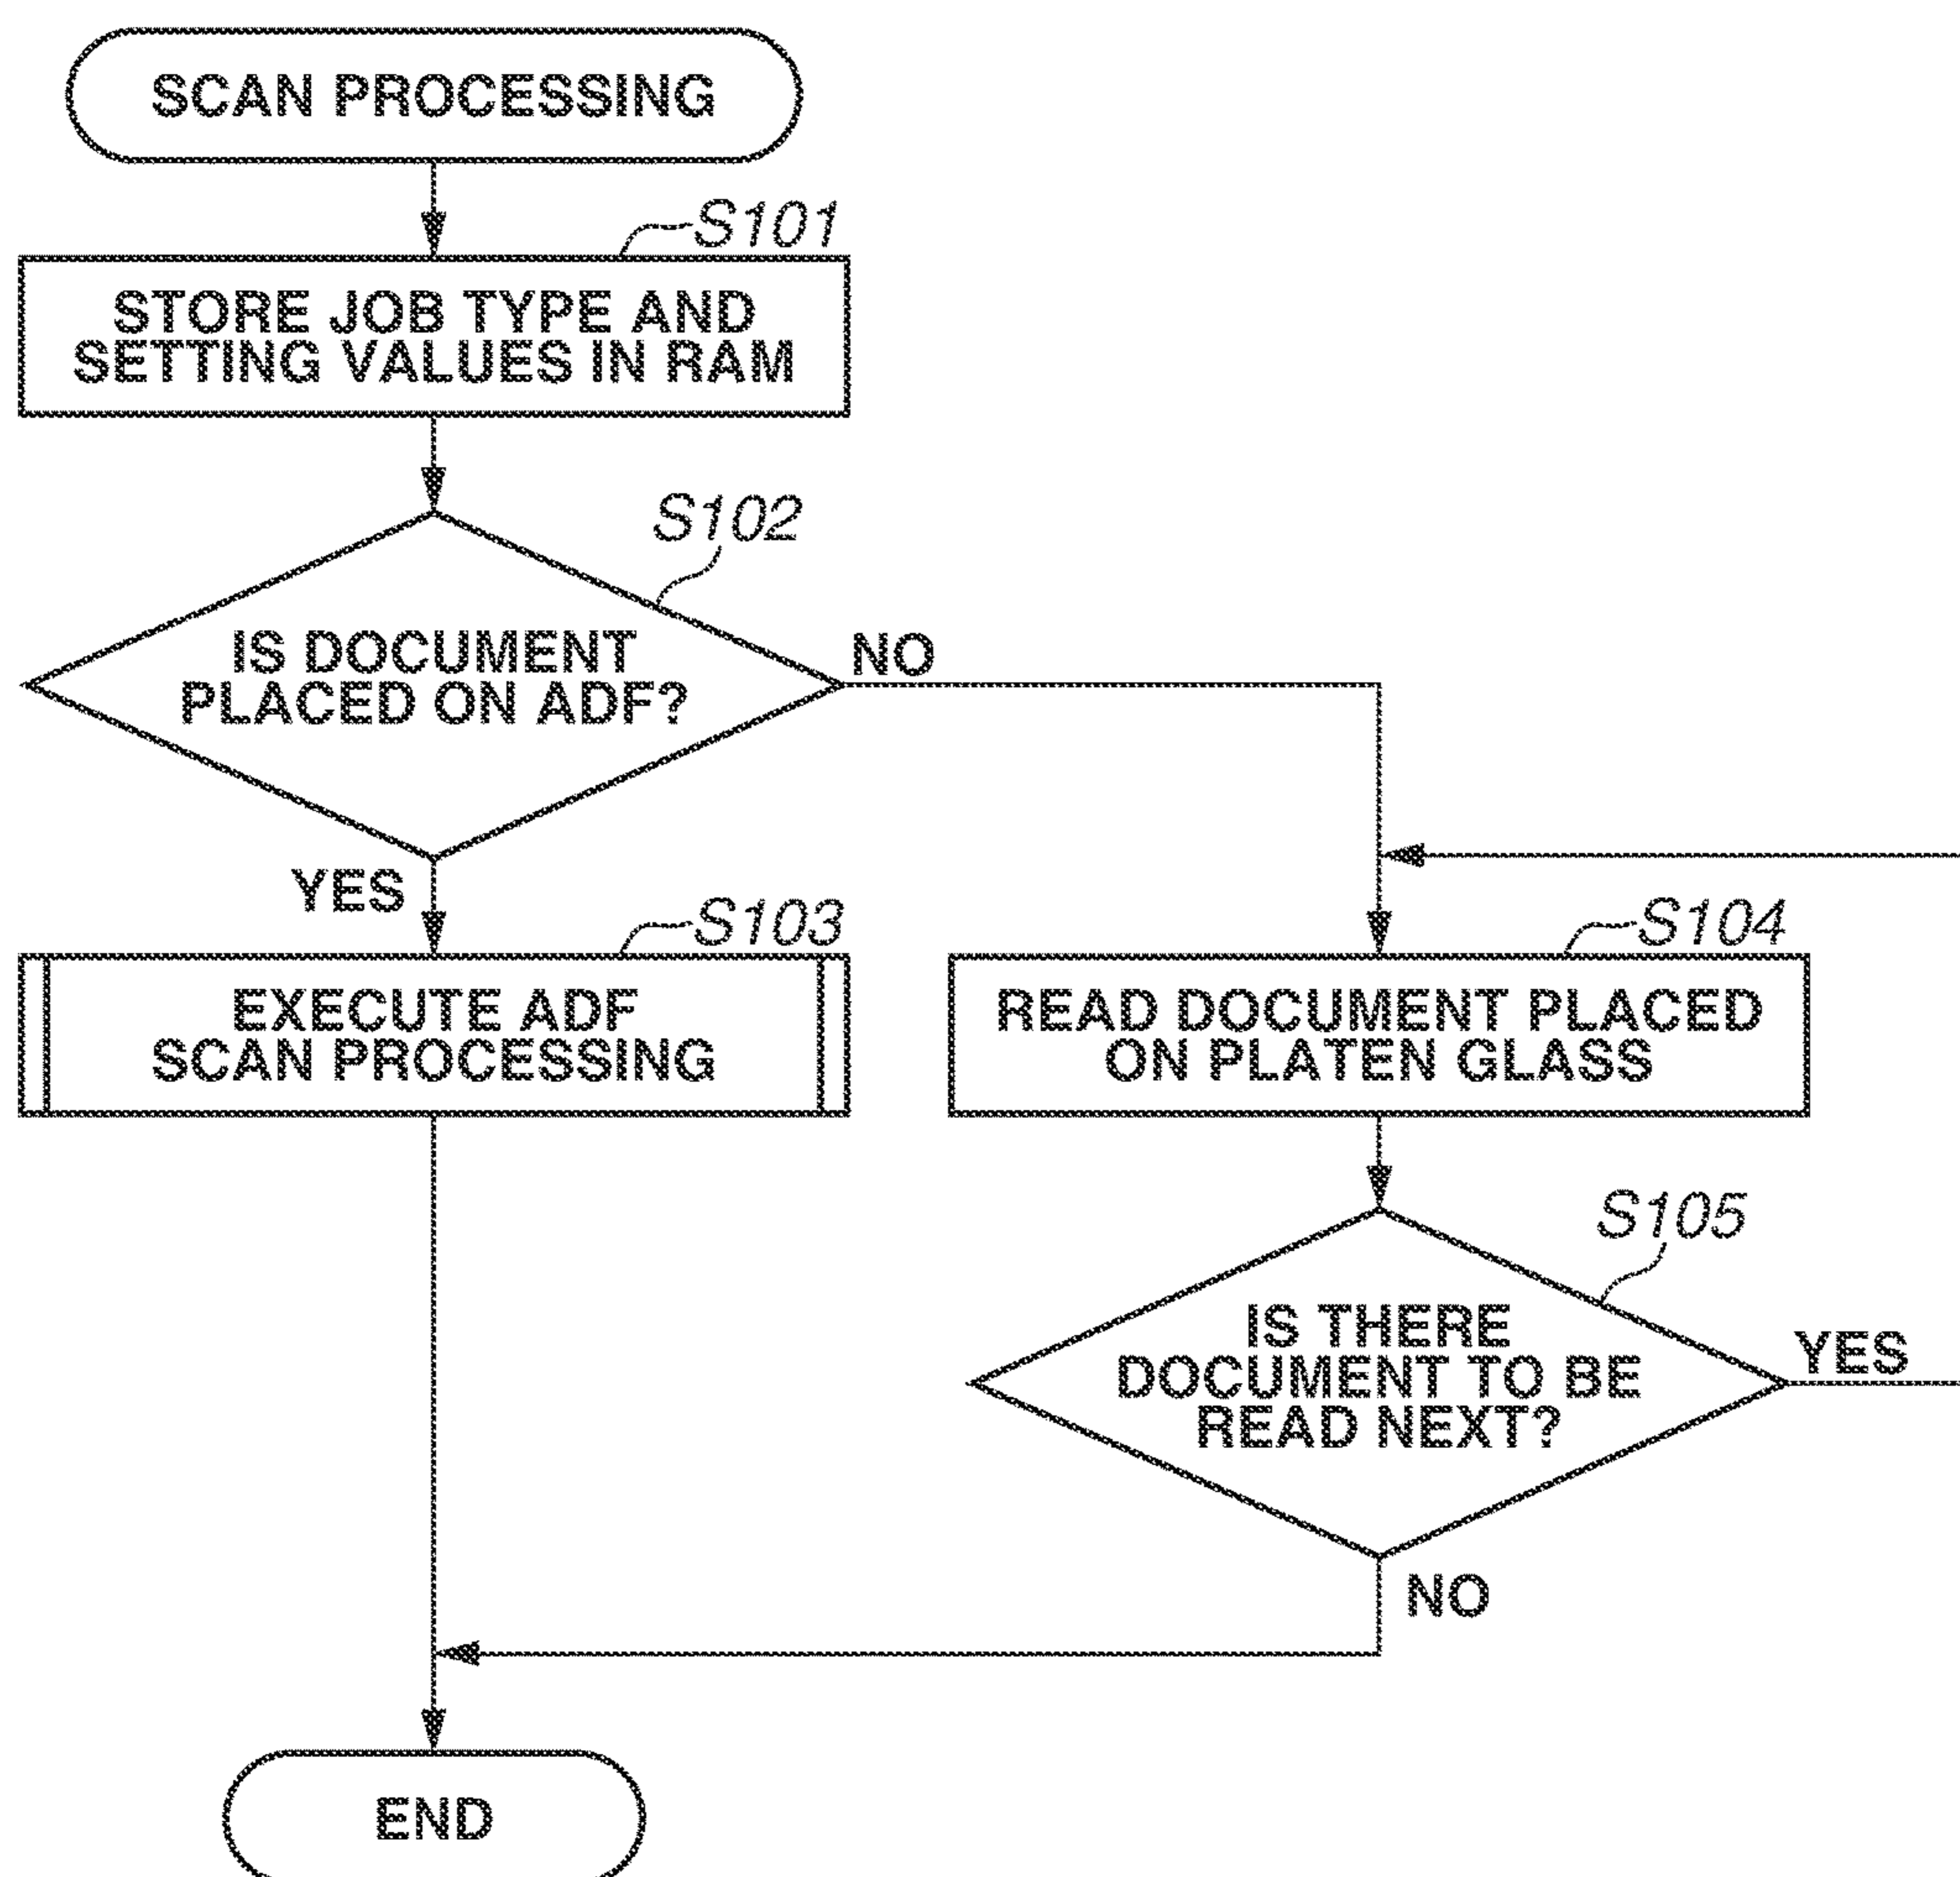 SCAN PROCESSING
S101
STORE JOB TYPE AND
SETTING VALUES IN RAM
S102
IS DOCUMENT
PLACED ON ADF?
NO
YES
S103
EXECUTE ADF
SCAN PROCESSING
S104
READ DOCUMENT PLACED
ON PLATEN GLASS
S105
IS THERE
DOCUMENT TO BE
READ NEXT?
YES
NO
END